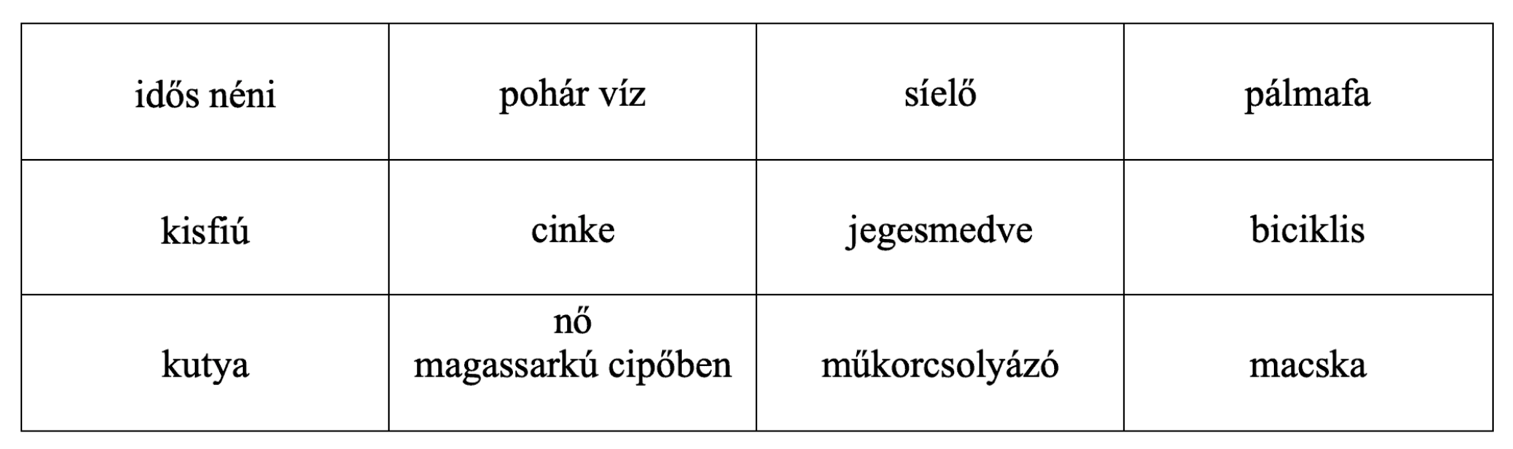 idős néni
pohár víz
síelő
pálmafa
kisfiú
cinke
jegesmedve
biciklis
kutya
nő
magassarkú cipőben
műkorcsolyázó
macska